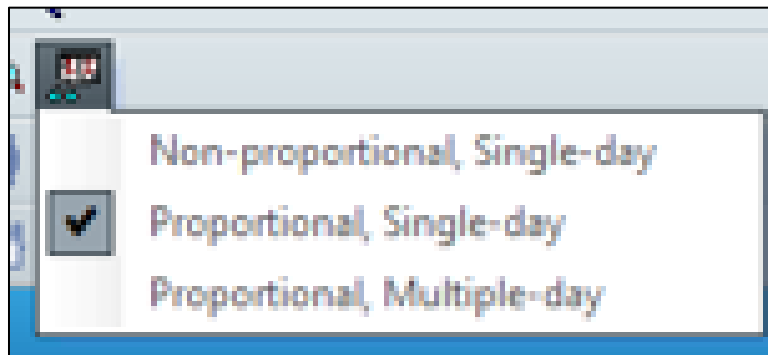 Non-proportional, Single-day
Proportional, Single-day
Proportional, Multiple-day